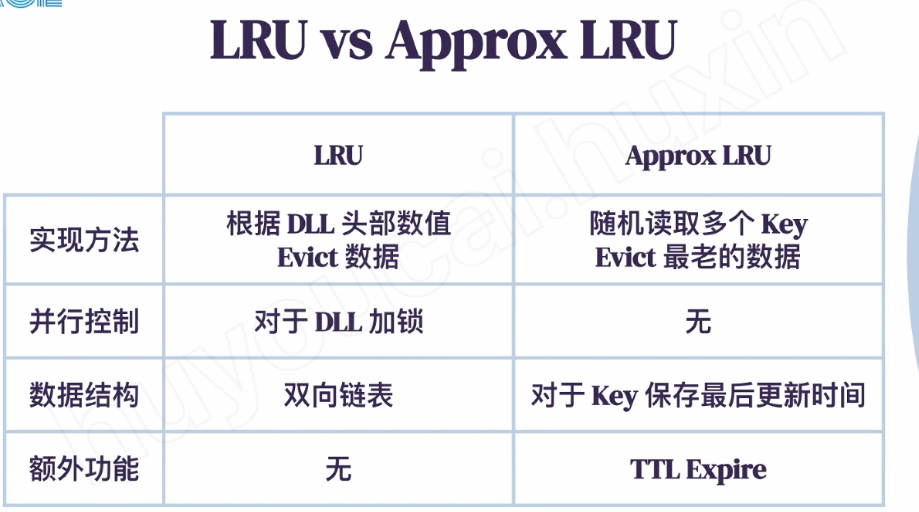 LRU vs Approx LRU
LRU
Approx LRU
实现方法
根据 DLL 头部数值
Evict 数据
随机读取多个 Key
Evict 最老的数据
并行控制
对于 DLL 加锁
无
数据结构
双向链表
对于 Key 保存最后更新时间
额外功能
无
TTL Expire
huyoucai.huxin